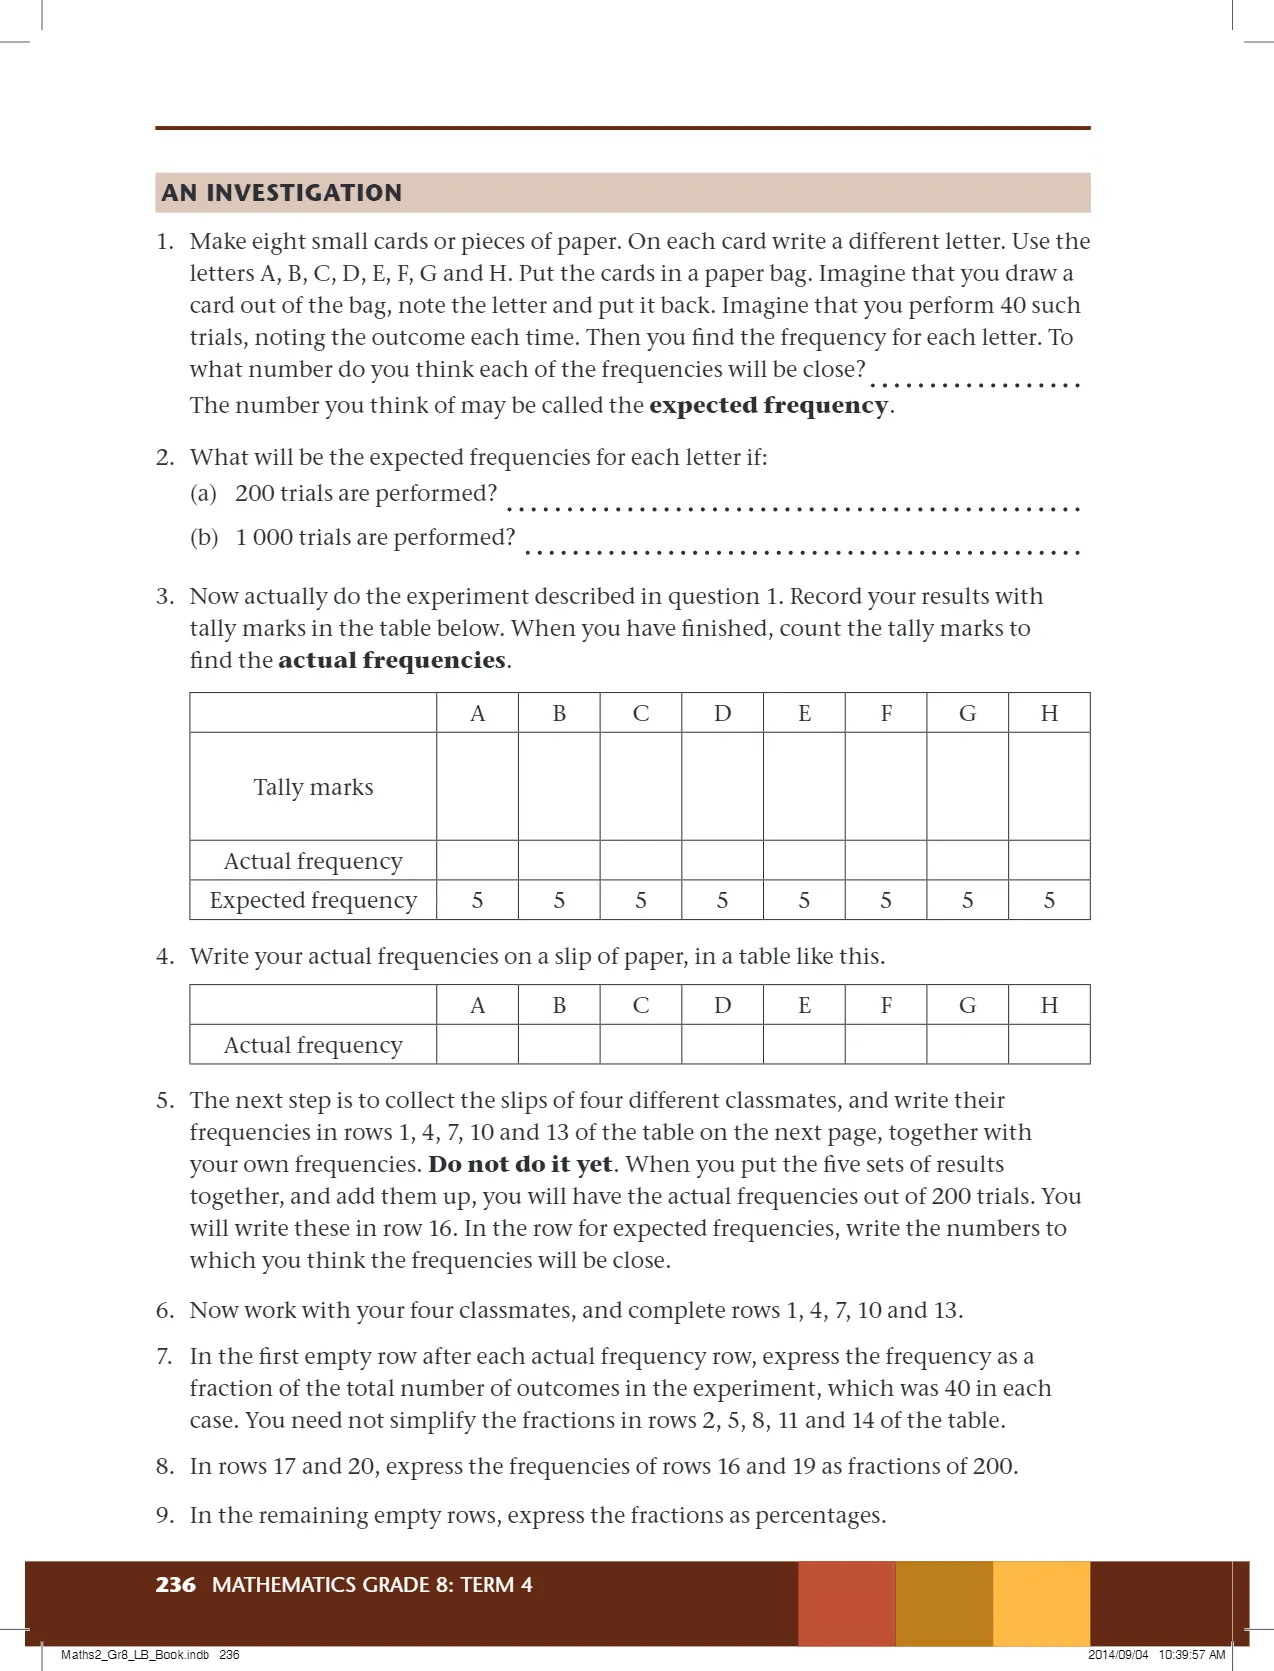 AN INVESTIGATION
1. Make eight small cards or pieces of paper. On each card write a different letter. Use the
letters A, B, C, D, E, F, G and H. Put the cards in a paper bag. Imagine that you draw a
card out of the bag, note the letter and put it back. Imagine that you perform 40 such
trials, noting the outcome each time. Then you find the frequency for each letter. To
what number do you think each of the frequencies will be close? ..................
The number you think of may be called the expected frequency.
2. What will be the expected frequencies for each letter if:
(a) 200 trials are performed? .................................................
(b) 1 000 trials are performed? ................................................
3. Now actually do the experiment described in question 1. Record your results with
tally marks in the table below. When you have finished, count the tally marks to
find the actual frequencies.
A B C D E F G H
Tally marks
Actual frequency
Expected frequency 5 5 5 5 5 5 5 5
4. Write your actual frequencies on a slip of paper, in a table like this.
A B C D E F G H
Actual frequency
5. The next step is to collect the slips of four different classmates, and write their
frequencies in rows 1, 4, 7, 10 and 13 of the table on the next page, together with
your own frequencies. Do not do it yet. When you put the five sets of results
together, and add them up, you will have the actual frequencies out of 200 trials. You
will write these in row 16. In the row for expected frequencies, write the numbers to
which you think the frequencies will be close.
6. Now work with your four classmates, and complete rows 1, 4, 7, 10 and 13.
7. In the first empty row after each actual frequency row, express the frequency as a
fraction of the total number of outcomes in the experiment, which was 40 in each
case. You need not simplify the fractions in rows 2, 5, 8, 11 and 14 of the table.
8. In rows 17 and 20, express the frequencies of rows 16 and 19 as fractions of 200.
9. In the remaining empty rows, express the fractions as percentages.
236 MATHEMATICS GRADE 8: TERM 4
Maths2_Gr8_LB_Book.indb 236 2014/09/04 10:39:57 AM